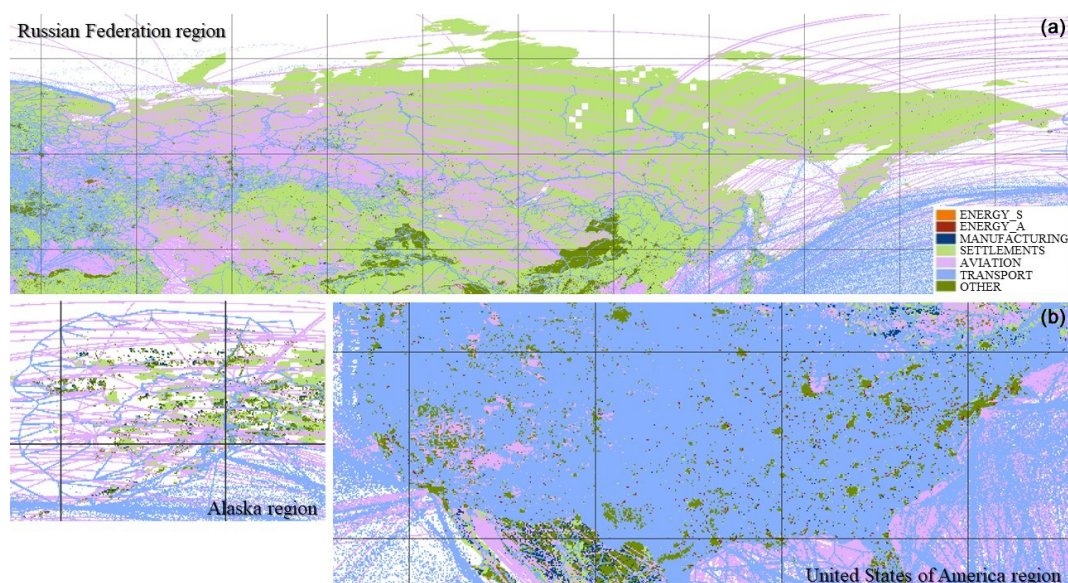 Russian Federation region
(a)
ENERGY_S
ENERGY_A
MANUFACTURING
SETTLEMENTS
AVIATION
TRANSPORT
OTHER
(b)
Alaska region
United States of America region